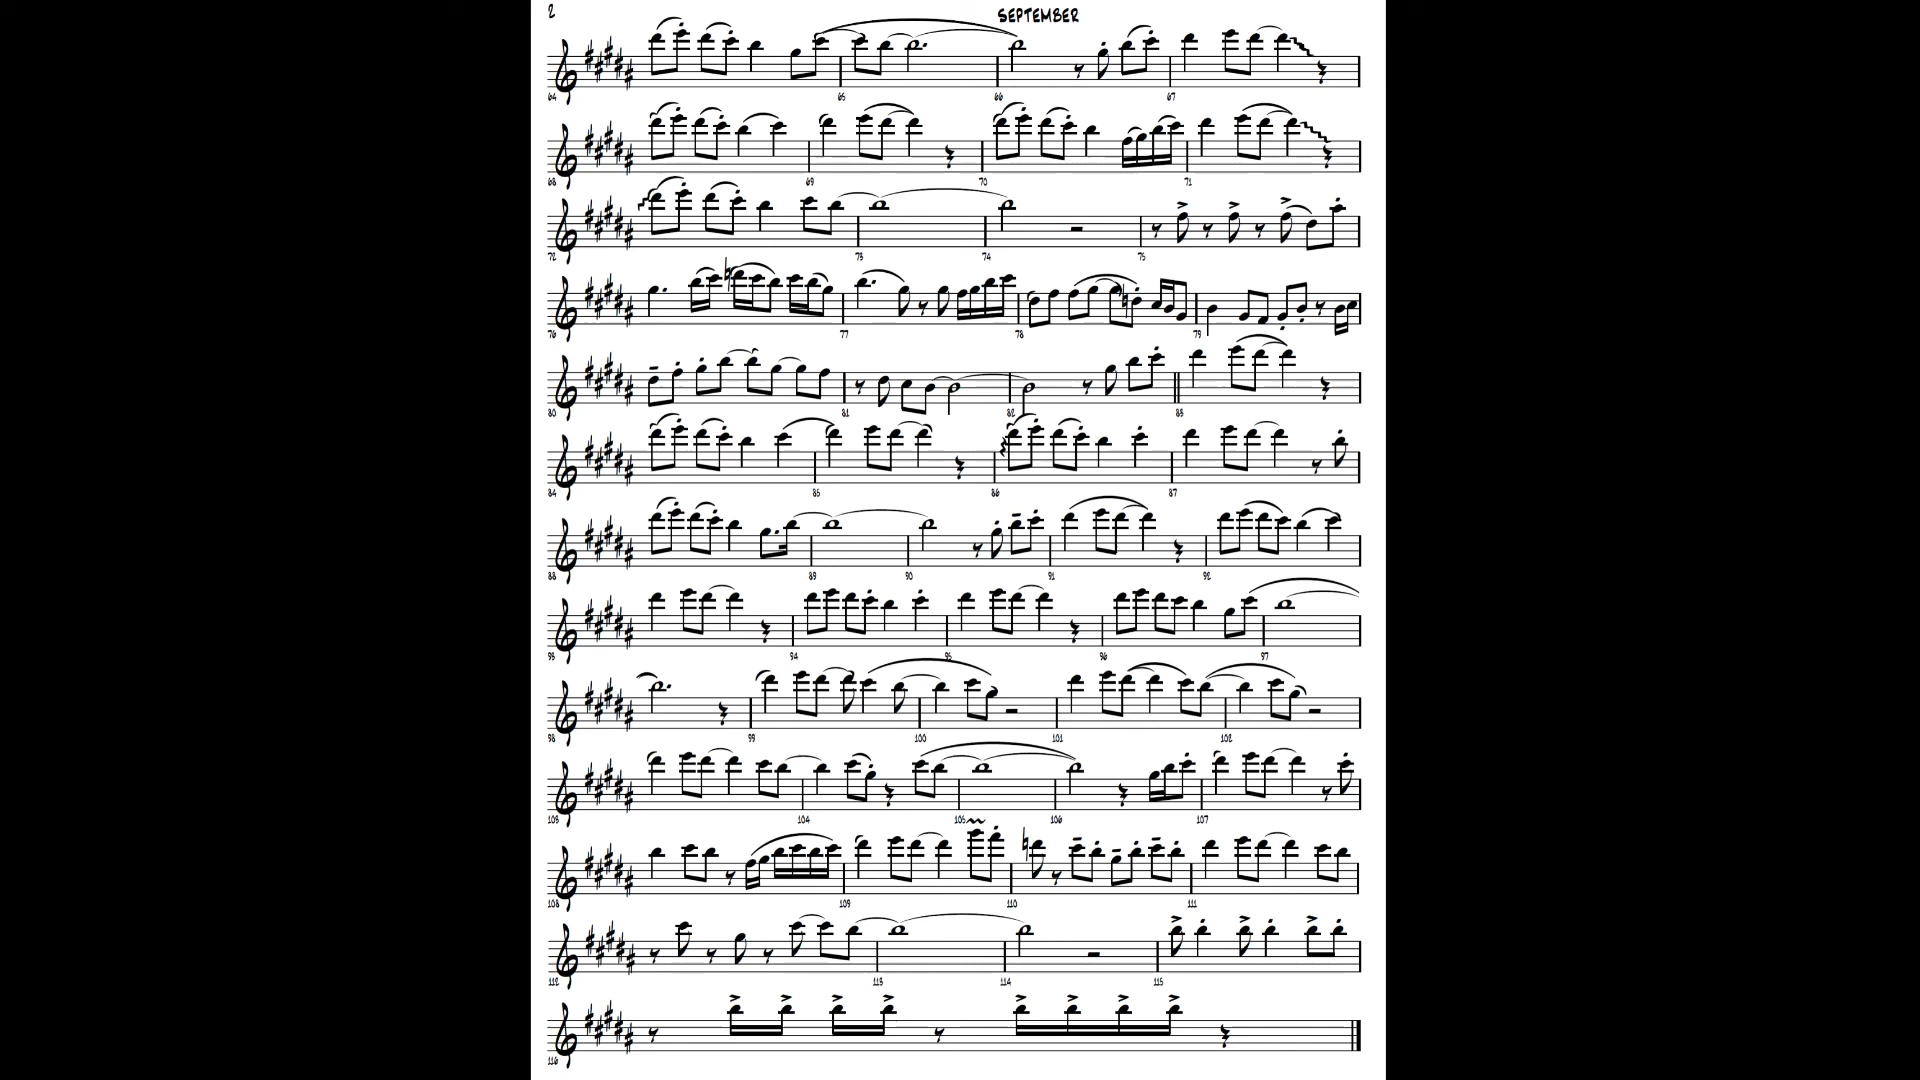 2
SEPTEMBER
64 65 66 67
68 69 70 71
72 73 74 75
76 77 78 79
80 81 82 83
84 85 86 87
88 89 90 91 92
93 94 95 96 97
98 99 100 101 102
103 104 105 106 107
108 109 110 111
112 113 114 115
116